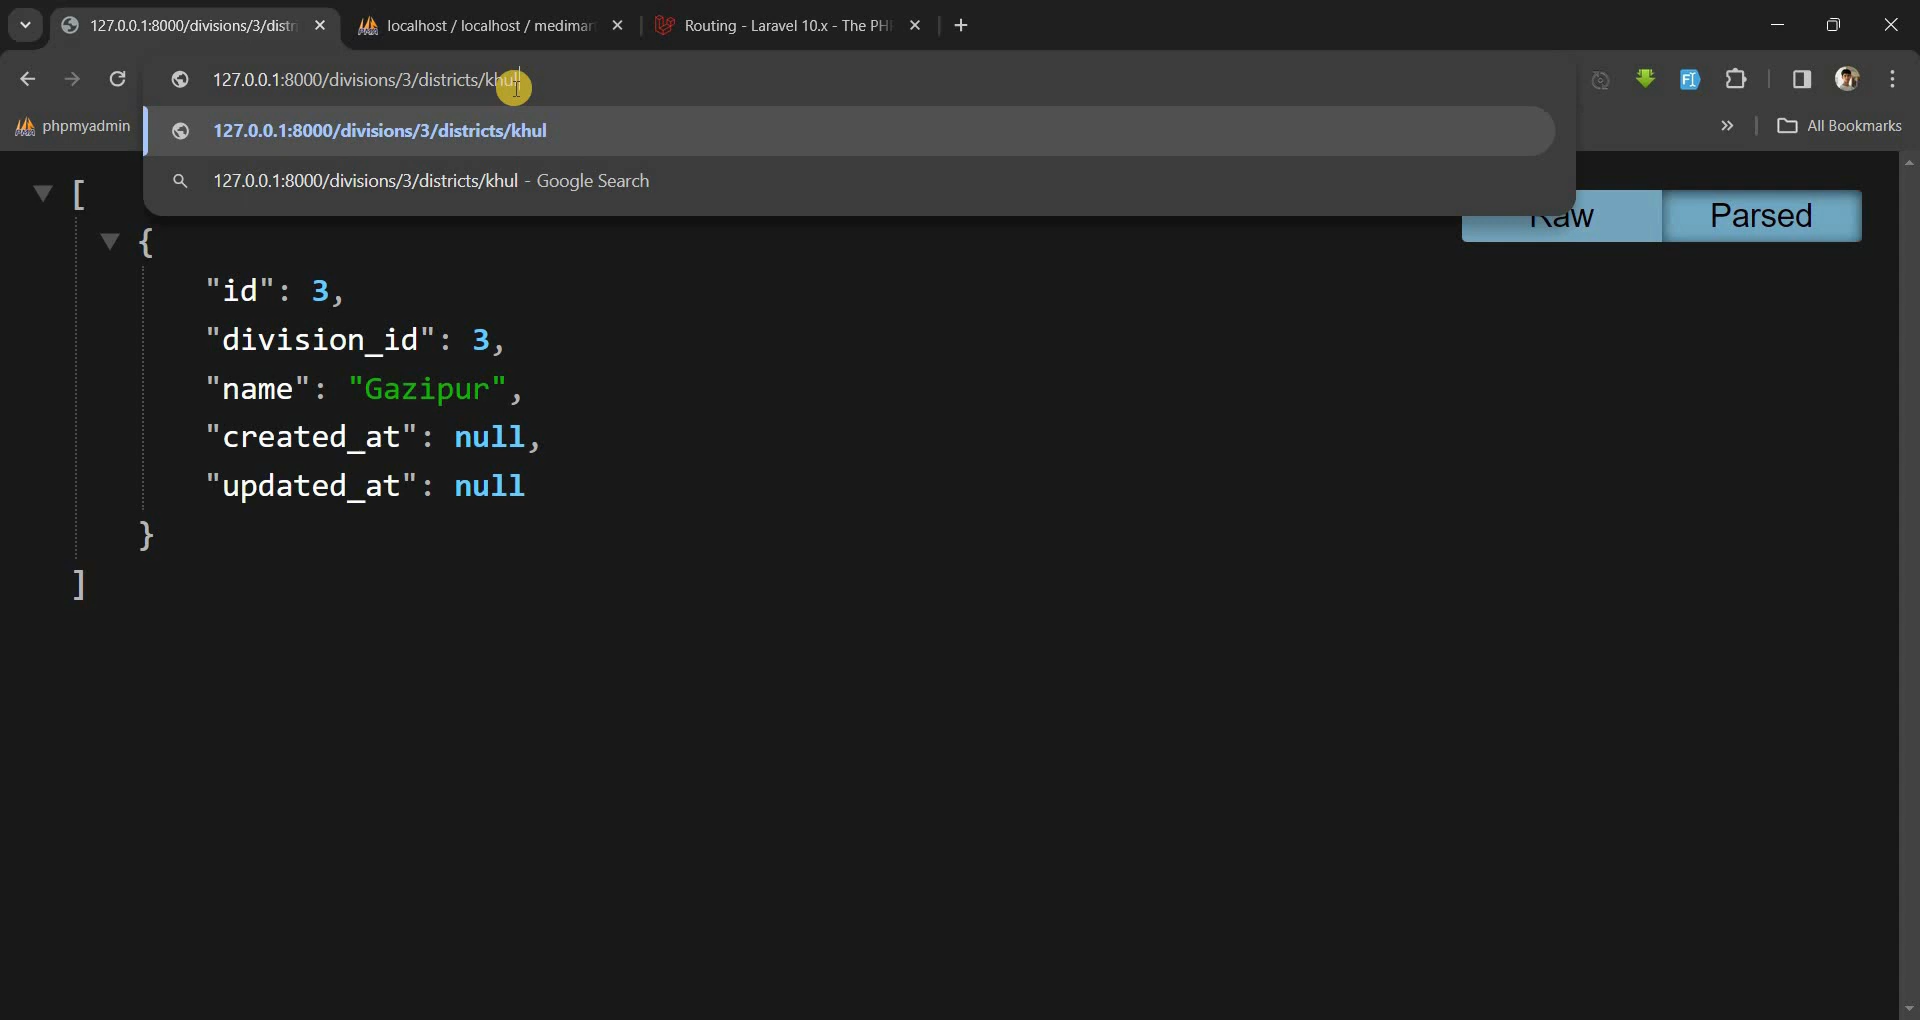 127.0.0.1:8000/divisions/3/distri
localhost / localhost / medimar
Routing - Laravel 10.x - The PH
127.0.0.1:8000/divisions/3/districts/khul
phpmyadmin
127.0.0.1:8000/divisions/3/districts/khul
All Bookmarks
127.0.0.1:8000/divisions/3/districts/khul - Google Search
Raw
Parsed
[
{
"id": 3,
"division_id": 3,
"name": "Gazipur",
"created_at": null,
"updated_at": null
}
]